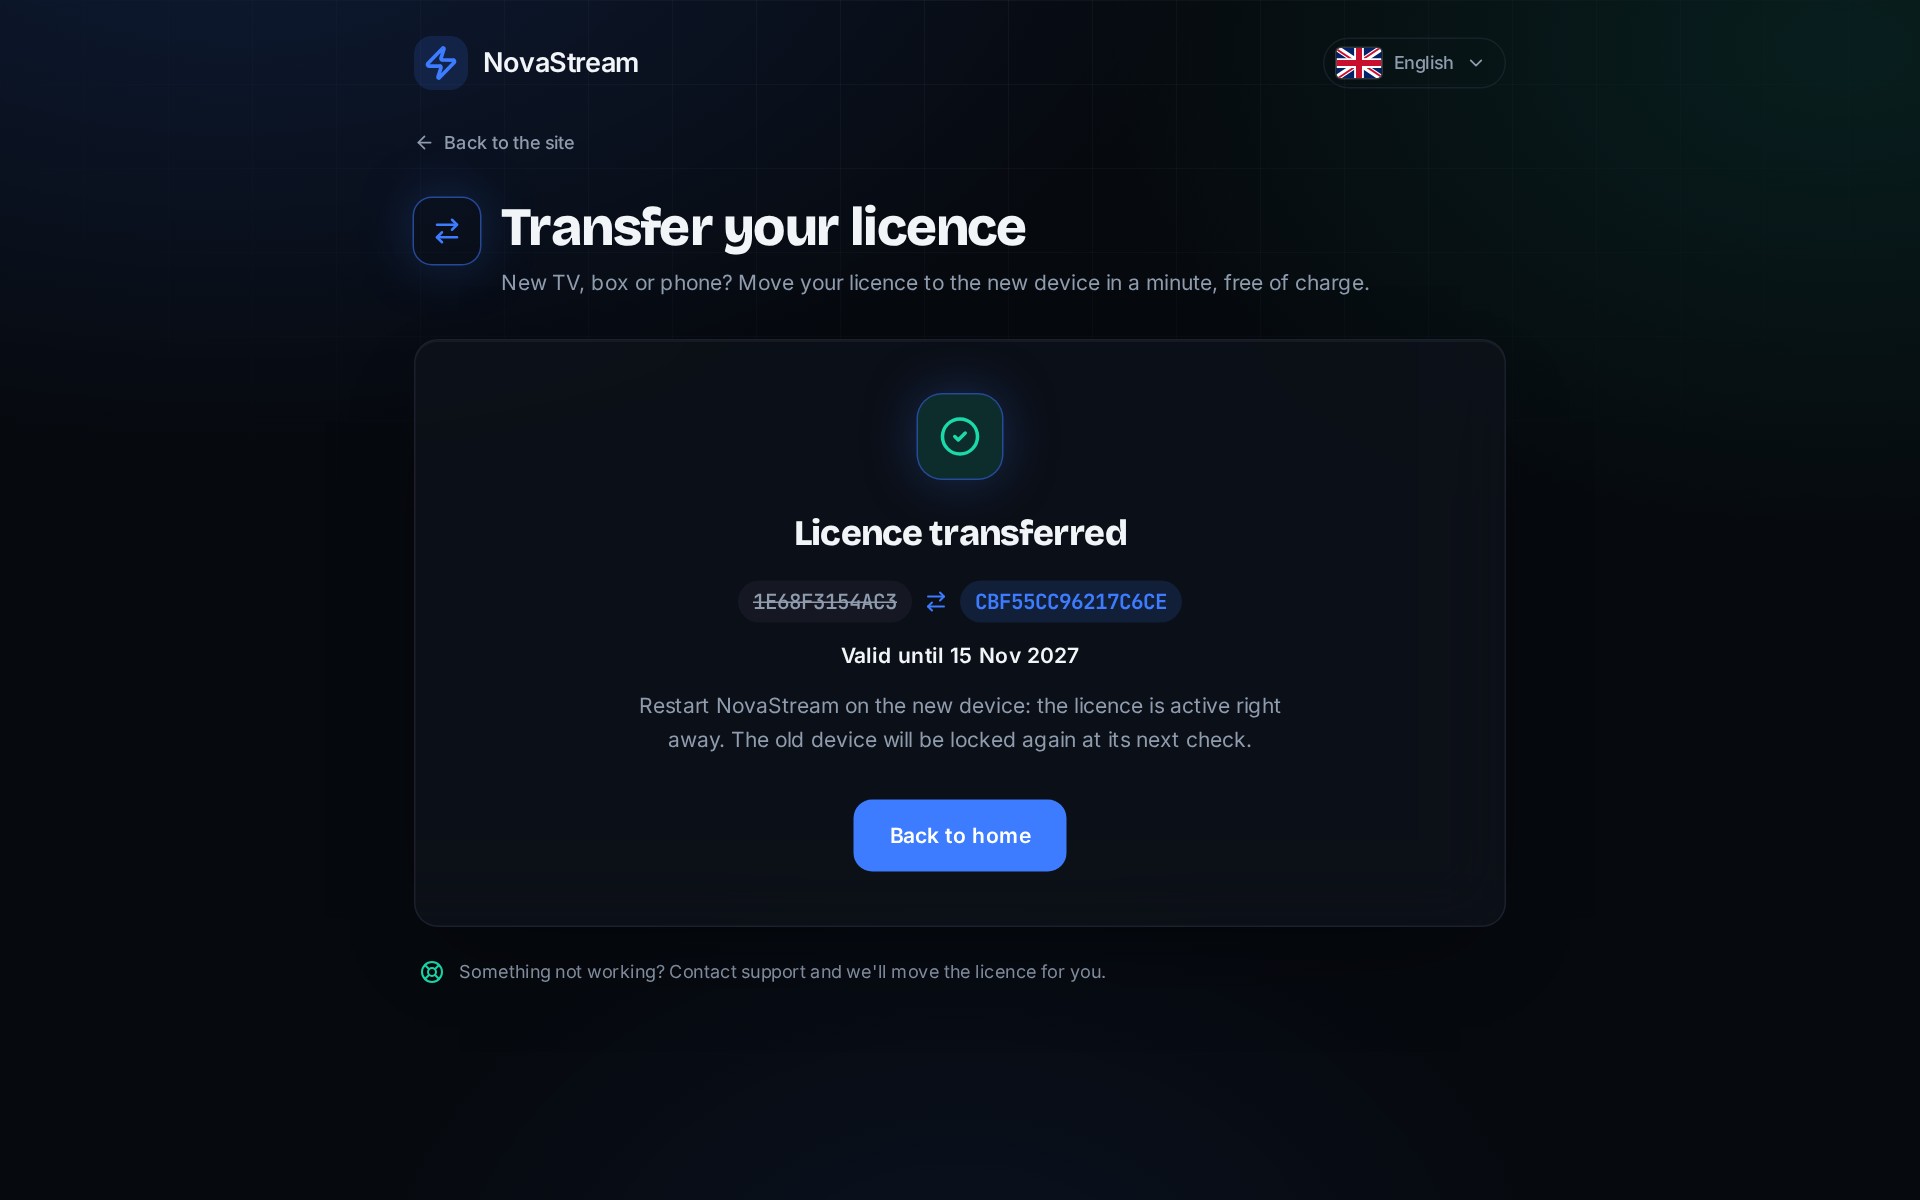 NovaStream
English
Back to the site
Transfer your licence
New TV, box or phone? Move your licence to the new device in a minute, free of charge.
Licence transferred
1E68F3154AC3 CBF55CC96217C6CE
Valid until 15 Nov 2027
Restart NovaStream on the new device: the licence is active right
away. The old device will be locked again at its next check.
Back to home
Something not working? Contact support and we'll move the licence for you.